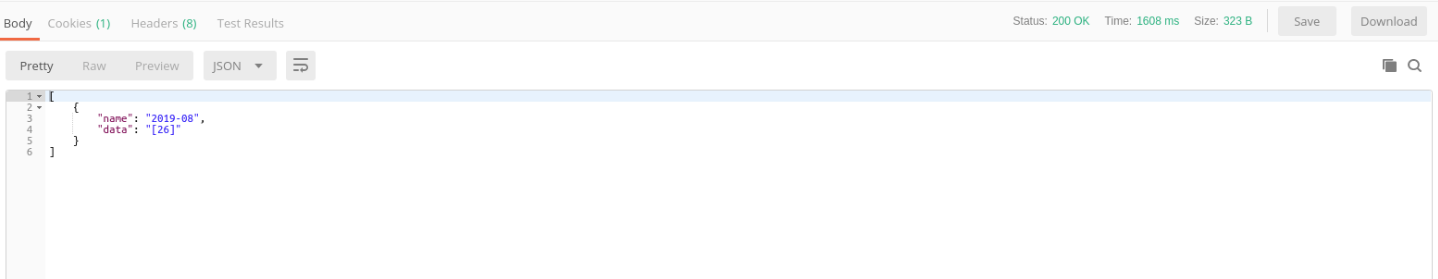 Body Cookies (1) Headers (8) Test Results Status: 200 OK Time: 1608 ms Size: 323 B Save Download
Pretty Raw Preview JSON
1 [
2 {
3 "name": "2019-08",
4 "data": "[26]"
5 }
6 ]